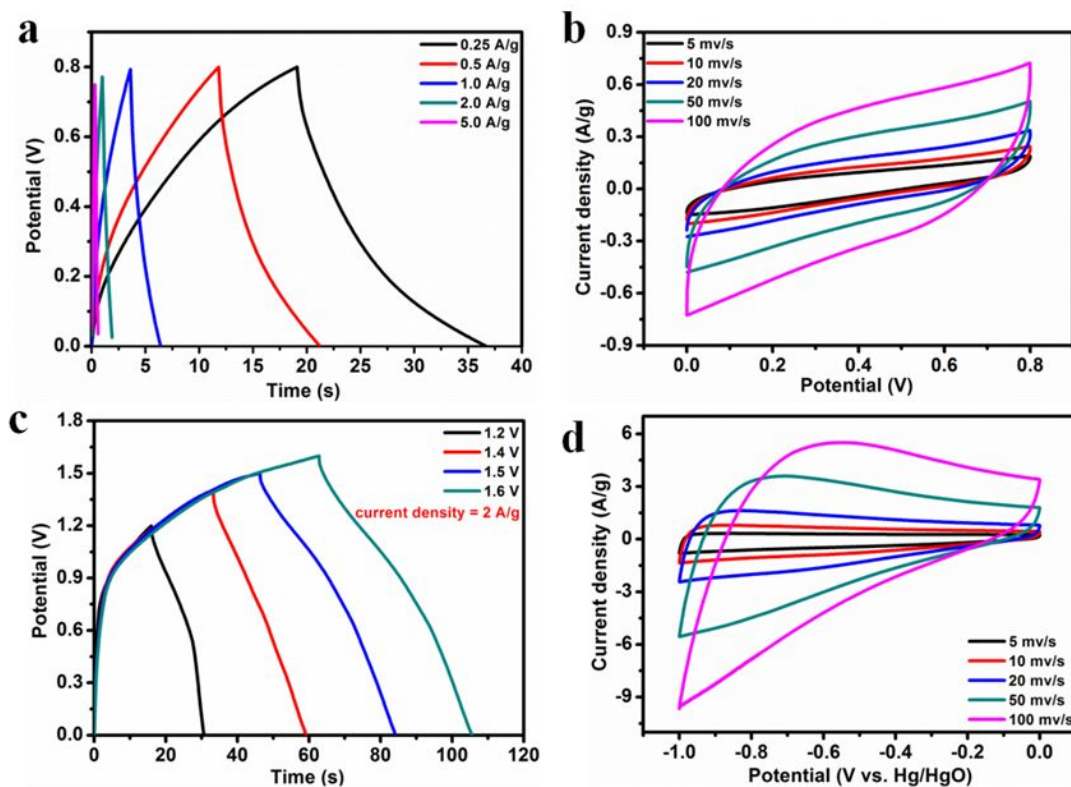 a
0.25 A/g
0.5 A/g
1.0 A/g
2.0 A/g
5.0 A/g
Potential (V)
0.8
0.6
0.4
0.2
0.0
0 5 10 15 20 25 30 35 40
Time (s)
b
5 mv/s
10 mv/s
20 mv/s
50 mv/s
100 mv/s
Current density (A/g)
0.9
0.6
0.3
0.0
-0.3
-0.6
-0.9
0.0 0.2 0.4 0.6 0.8
Potential (V)
c
1.2 V
1.4 V
1.5 V
1.6 V
current density = 2 A/g
Potential (V)
1.8
1.5
1.2
0.9
0.6
0.3
0.0
0 20 40 60 80 100 120
Time (s)
d
5 mv/s
10 mv/s
20 mv/s
50 mv/s
100 mv/s
Current density (A/g)
6
3
0
-3
-6
-9
-1.0 -0.8 -0.6 -0.4 -0.2 0.0
Potential (V vs. Hg/HgO)